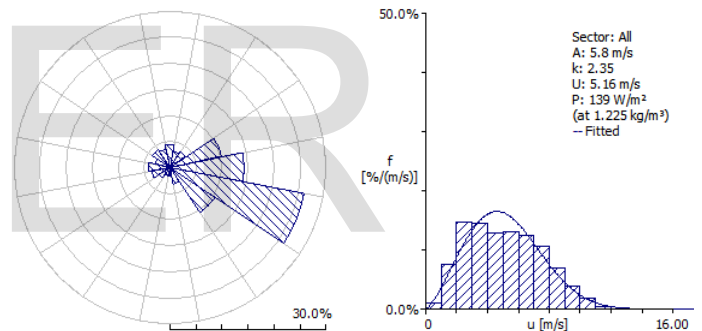 ER
30.0%
50.0%
Sector: All
A: 5.8 m/s
k: 2.35
U: 5.16 m/s
P: 139 W/m²
(at 1.225 kg/m³)
-- Fitted
f
[%/(m/s)]
0.0%
0
u [m/s]
16.00